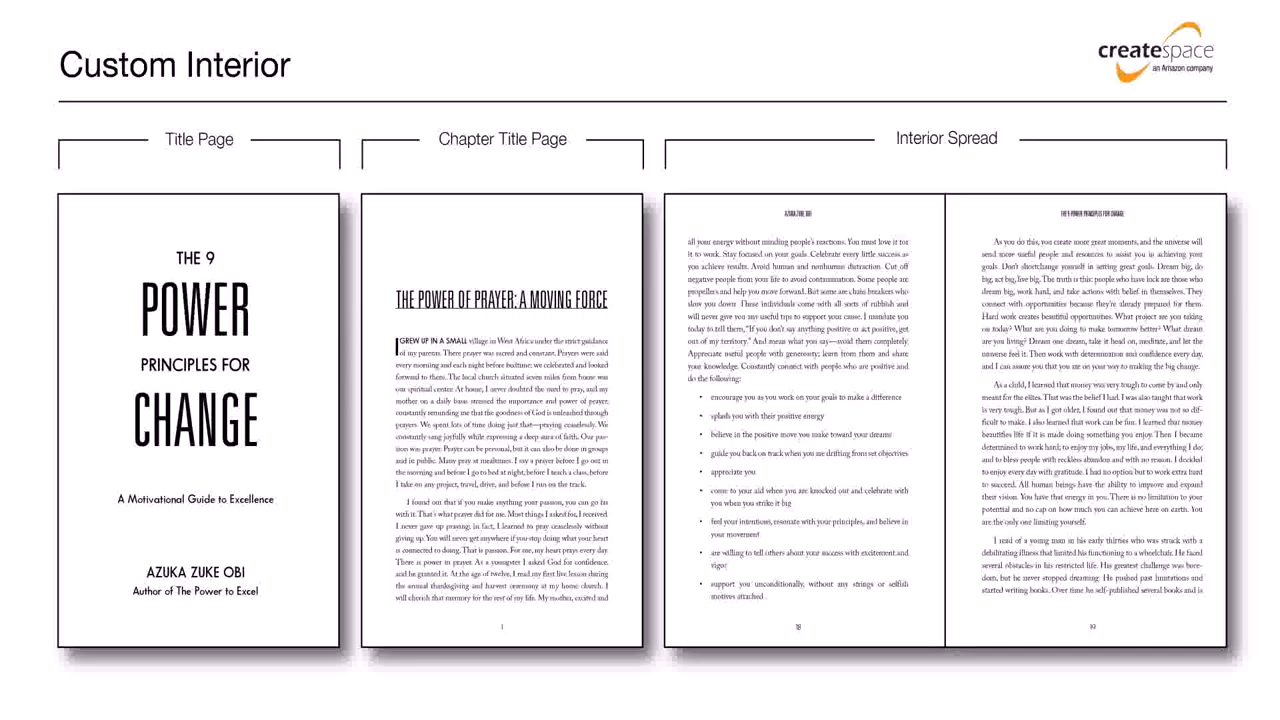 Custom Interior
createspace
an Amazon company
Title Page
Chapter Title Page
Interior Spread
THE 9
POWER
PRINCIPLES FOR
CHANGE
A Motivational Guide to Excellence
AZUKA ZUKE OBI
Author of The Power to Excel
THE POWER OF PRAYER: A MOVING FORCE
I GREW UP IN A SMALL village in West Africa under the strict guidance
of my parents. There prayer was sacred and constant. Prayers were said
every morning and each night before bedtime; we celebrated and looked
forward to them. The local church situated seven miles from home was
our spiritual center. At home, I never doubted the need to pray, and my
mother on a daily basis stressed the importance and power of prayer,
constantly reminding me that the goodness of God is unleashed through
prayers. We spent lots of time doing just that—praying ceaselessly. We
constantly sang joyfully while expressing a deep aura of faith. Our pas-
sion was prayer. Prayer can be personal, but it can also be done in groups
and in public. Many pray at mealtimes. I say a prayer before I go out in
the morning and before I go to bed at night, before I teach a class, before
I take on any project, travel, drive, and before I run on the track.
I found out that if you make anything your passion, you can go far
with it. That's what prayer did for me. Most things I asked for, I received.
I never gave up praying, in fact, I learned to pray ceaselessly without
giving up. You will never get anywhere if you stop doing what your heart
is connected to doing. That is passion. For me, my heart prays every day.
There is power in prayer. As a youngster I asked God for confidence,
and he granted it. At the age of twelve, I read my first live lesson during
the annual thanksgiving and harvest ceremony at my home church. I
will cherish that memory for the rest of my life. My mother, excited and
1
AZUKA ZUKE OBI
all your energy without minding people's reactions. You must love it for
it to work. Stay focused on your goals. Celebrate every little success as
you achieve results. Avoid human and nonhuman distraction. Cut off
negative people from your life to avoid contamination. Some people are
propellers and help you move forward. But some are chain breakers who
slow you down. These individuals come with all sorts of rubbish and
will never give you any useful tips to support your cause. I mandate you
today to tell them, "If you don't say anything positive or act positive, get
out of my territory." And mean what you say—avoid them completely.
Appreciate useful people with generosity; learn from them and share
your knowledge. Constantly connect with people who are positive and
do the following:
• encourage you as you work on your goals to make a difference
• splash you with their positive energy
• believe in the positive move you make toward your dreams
• guide you back on track when you are drifting from set objectives
• appreciate you
• come to your aid when you are knocked out and celebrate with
you when you strike it big
• feel your intentions, resonate with your principles, and believe in
your movement
• are willing to tell others about your success with excitement and
vigor
• support you unconditionally, without any strings or selfish
motives attached
18
THE 9 POWER PRINCIPLES FOR CHANGE
As you do this, you create more great moments, and the universe will
send more useful people and resources to assist you in achieving your
goals. Don't shortchange yourself in setting great goals. Dream big, do
big, act big, live big. The truth is this: people who have luck are those who
dream big, work hard, and take actions with belief in themselves. They
connect with opportunities because they're already prepared for them.
Hard work creates beautiful opportunities. What project are you taking
on today? What are you doing to make tomorrow better? What dream
are you living? Dream one dream, take it head on, meditate, and let the
universe feel it. Then work with determination and confidence every day,
and I can assure you that you are on your way to making the big change.
As a child, I learned that money was very tough to come by and only
meant for the elites. That was the belief I had. I was also taught that work
is very tough. But as I got older, I found out that money was not so dif-
ficult to make. I also learned that work can be fun. I learned that money
beautifies life if it is made doing something you enjoy. Then I became
determined to work hard; to enjoy my jobs, my life, and everything I do;
and to bless people with reckless abandon and with no reason. I decided
to enjoy every day with gratitude. I had no option but to work extra hard
to succeed. All human beings have the ability to improve and expand
their vision. You have that energy in you. There is no limitation to your
potential and no cap on how much you can achieve here on earth. You
are the only one limiting yourself.
I read of a young man in his early thirties who was struck with a
debilitating illness that limited his functioning to a wheelchair. He faced
several obstacles in his restricted life. His greatest challenge was bore-
dom, but he never stopped dreaming. He pushed past limitations and
started writing books. Over time he self-published several books and is
19